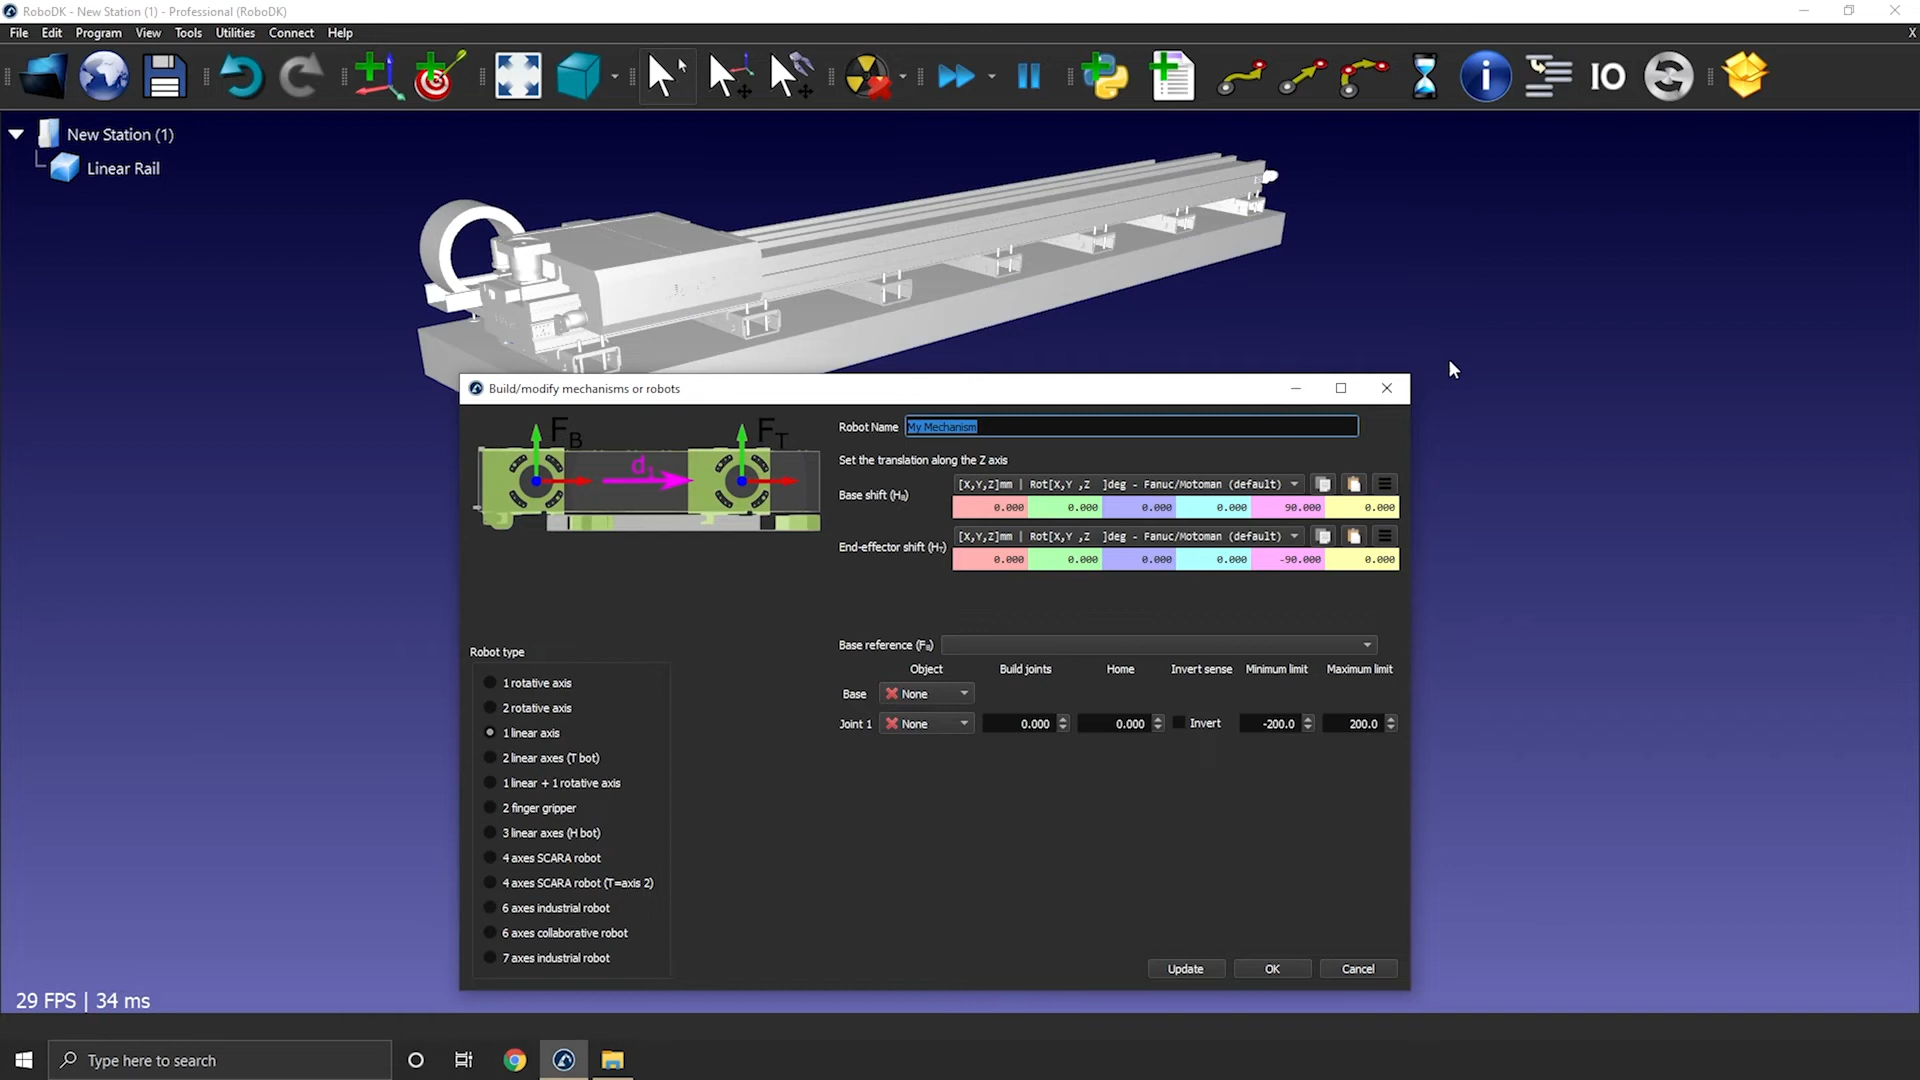 RoboDK - New Station (1) - Professional (RoboDK)
File Edit Program View Tools Utilities Connect Help X
IO
New Station (1)
Linear Rail
Build/modify mechanisms or robots
FB FT
d1
Robot Name My Mechanism
Set the translation along the Z axis
Base shift (HB) [X,Y,Z]mm | Rot[X,Y ,Z ]deg - Fanuc/Motoman (default)
0.000 0.000 0.000 0.000 90.000 0.000
End-effector shift (HT) [X,Y,Z]mm | Rot[X,Y ,Z ]deg - Fanuc/Motoman (default)
0.000 0.000 0.000 0.000 -90.000 0.000
Base reference (FB)
Object Build joints Home Invert sense Minimum limit Maximum limit
Base None
Joint 1 None 0.000 0.000 Invert -200.0 200.0
Robot type
1 rotative axis
2 rotative axis
1 linear axis
2 linear axes (T bot)
1 linear + 1 rotative axis
2 finger gripper
3 linear axes (H bot)
4 axes SCARA robot
4 axes SCARA robot (T=axis 2)
6 axes industrial robot
6 axes collaborative robot
7 axes industrial robot
Update OK Cancel
29 FPS | 34 ms
Type here to search